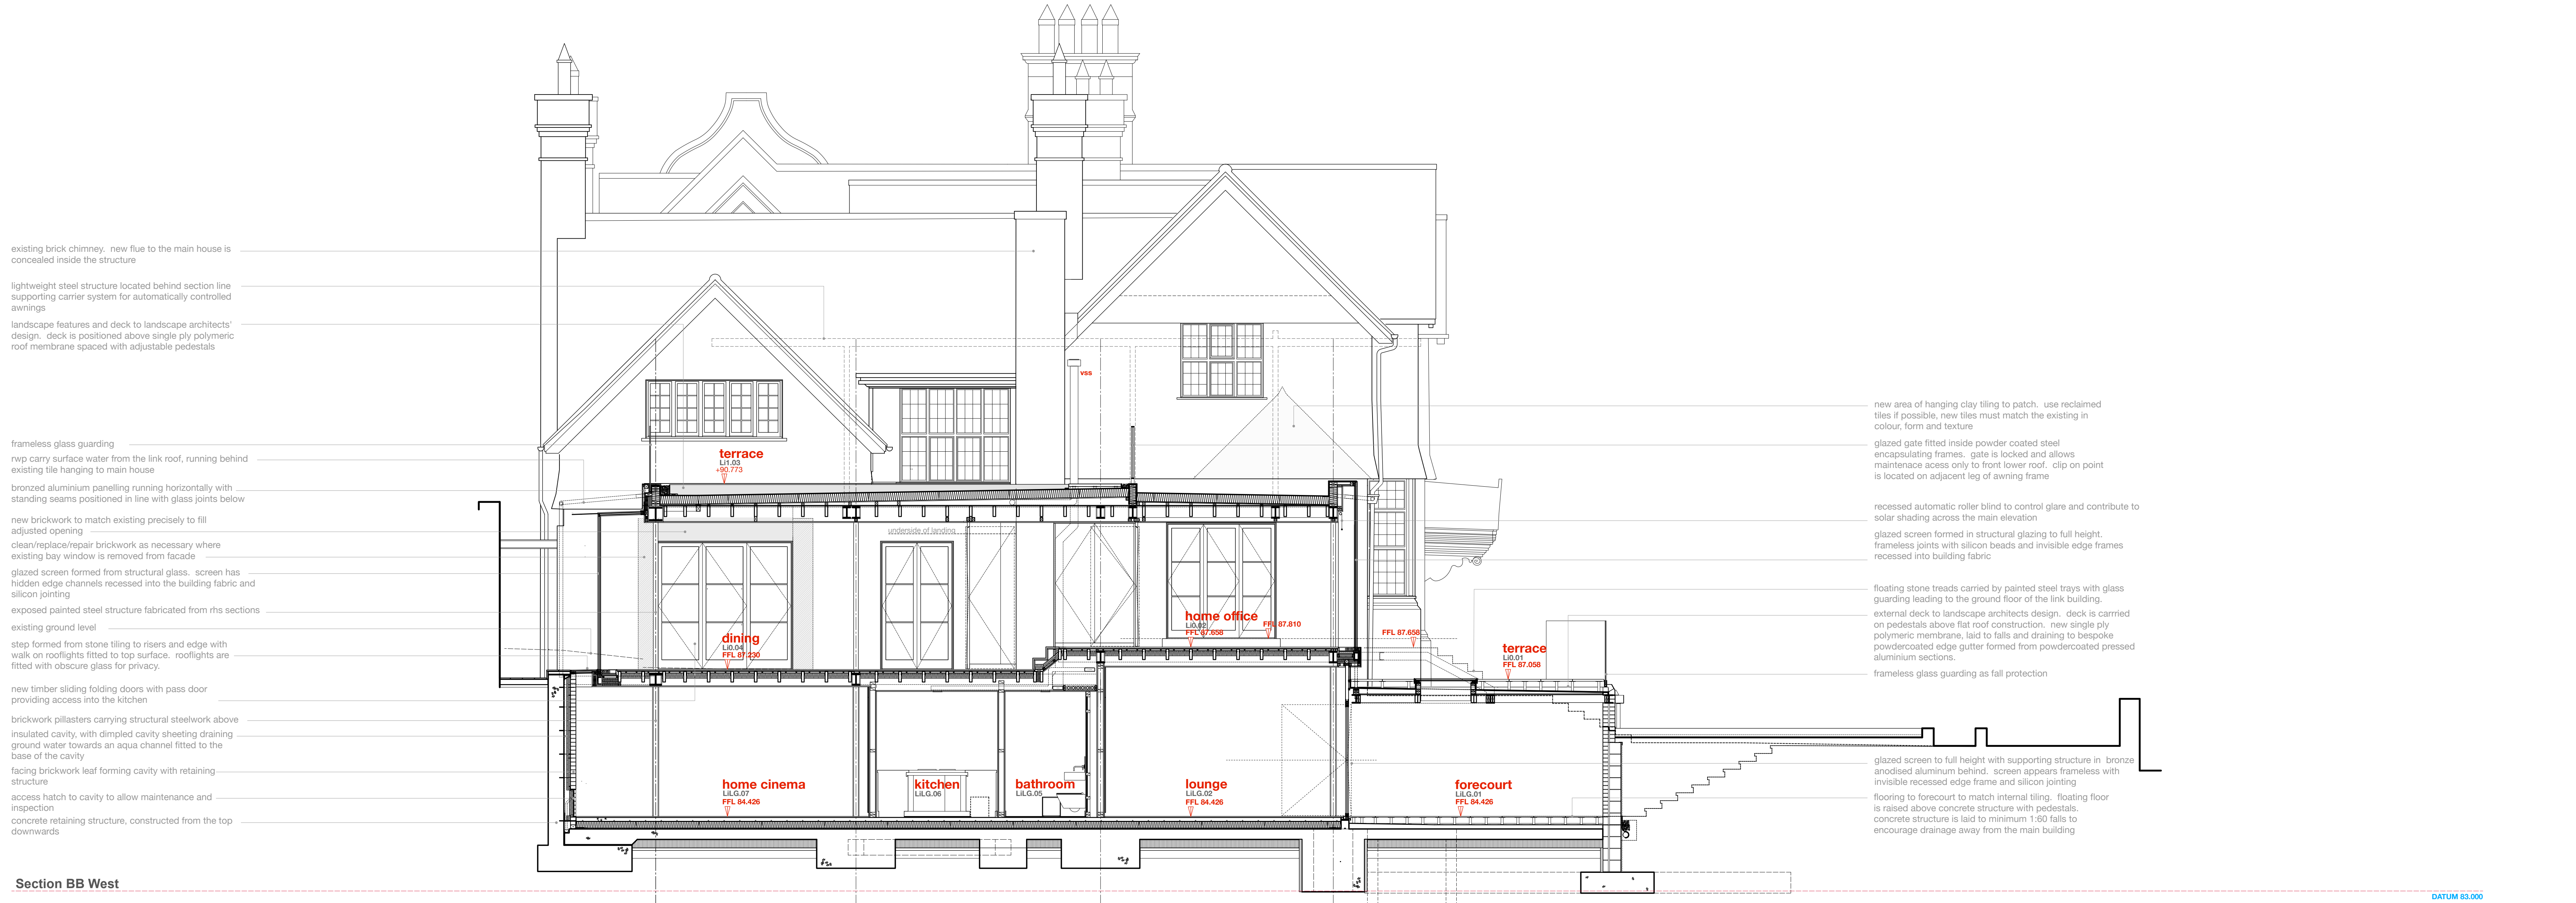 existing brick chimney.  new flue to the main house is
concealed inside the structure
lightweight steel structure located behind section line
supporting carrier system for automatically controlled
awnings
landscape features and deck to landscape architects'
design.  deck is positioned above single ply polymeric
roof membrane spaced with adjustable pedestals
frameless glass guarding
rwp carry surface water from the link roof, running behind
existing tile hanging to main house
bronzed aluminium panelling running horizontally with
standing seams positioned in line with glass joints below
new brickwork to match existing precisely to fill
adjusted opening
clean/replace/repair brickwork as necessary where
existing bay window is removed from facade
glazed screen formed from structural glass.  screen has
hidden edge channels recessed into the building fabric and
silicon jointing
exposed painted steel structure fabricated from rhs sections
existing ground level
step formed from stone tiling to risers and edge with
walk on rooflights fitted to top surface.  rooflights are
fitted with obscure glass for privacy.
new timber sliding folding doors with pass door
providing access into the kitchen
brickwork pillasters carrying structural steelwork above
insulated cavity, with dimpled cavity sheeting draining
ground water towards an aqua channel fitted to the
base of the cavity
facing brickwork leaf forming cavity with retaining
structure
access hatch to cavity to allow maintenance and
inspection
concrete retaining structure, constructed from the top
downwards
Section BB West
vss
terrace
Li1.03
+90.773
underside of landing
dining
Li0.04
FFL 87.230
home office
Li0.02
FFL 87.658
FFL 87.810
FFL 87.658
terrace
Li0.01
FFL 87.058
home cinema
LiLG.07
FFL 84.426
kitchen
LiLG.06
bathroom
LiLG.05
lounge
LiLG.02
FFL 84.426
forecourt
LiLG.01
FFL 84.426
new area of hanging clay tiling to patch.  use reclaimed
tiles if possible, new tiles must match the existing in
colour, form and texture
glazed gate fitted inside powder coated steel
encapsulating frames.  gate is locked and allows
maintenace acess only to front lower roof.  clip on point
is located on adjacent leg of awning frame
recessed automatic roller blind to control glare and contribute to
solar shading across the main elevation
glazed screen formed in structural glazing to full height.
frameless joints with silicon beads and invisible edge frames
recessed into building fabric
floating stone treads carried by painted steel trays with glass
guarding leading to the ground floor of the link building.
external deck to landscape architects design.  deck is carrried
on pedestals above flat roof construction.  new single ply
polymeric membrane, laid to falls and draining to bespoke
powdercoated edge gutter formed from powdercoated pressed
aluminium sections.
frameless glass guarding as fall protection
glazed screen to full height with supporting structure in  bronze
anodised aluminum behind.  screen appears frameless with
invisible recessed edge frame and silicon jointing
flooring to forecourt to match internal tiling.  floating floor
is raised above concrete structure with pedestals.
concrete structure is laid to minimum 1:60 falls to
encourage drainage away from the main building
DATUM 83.000